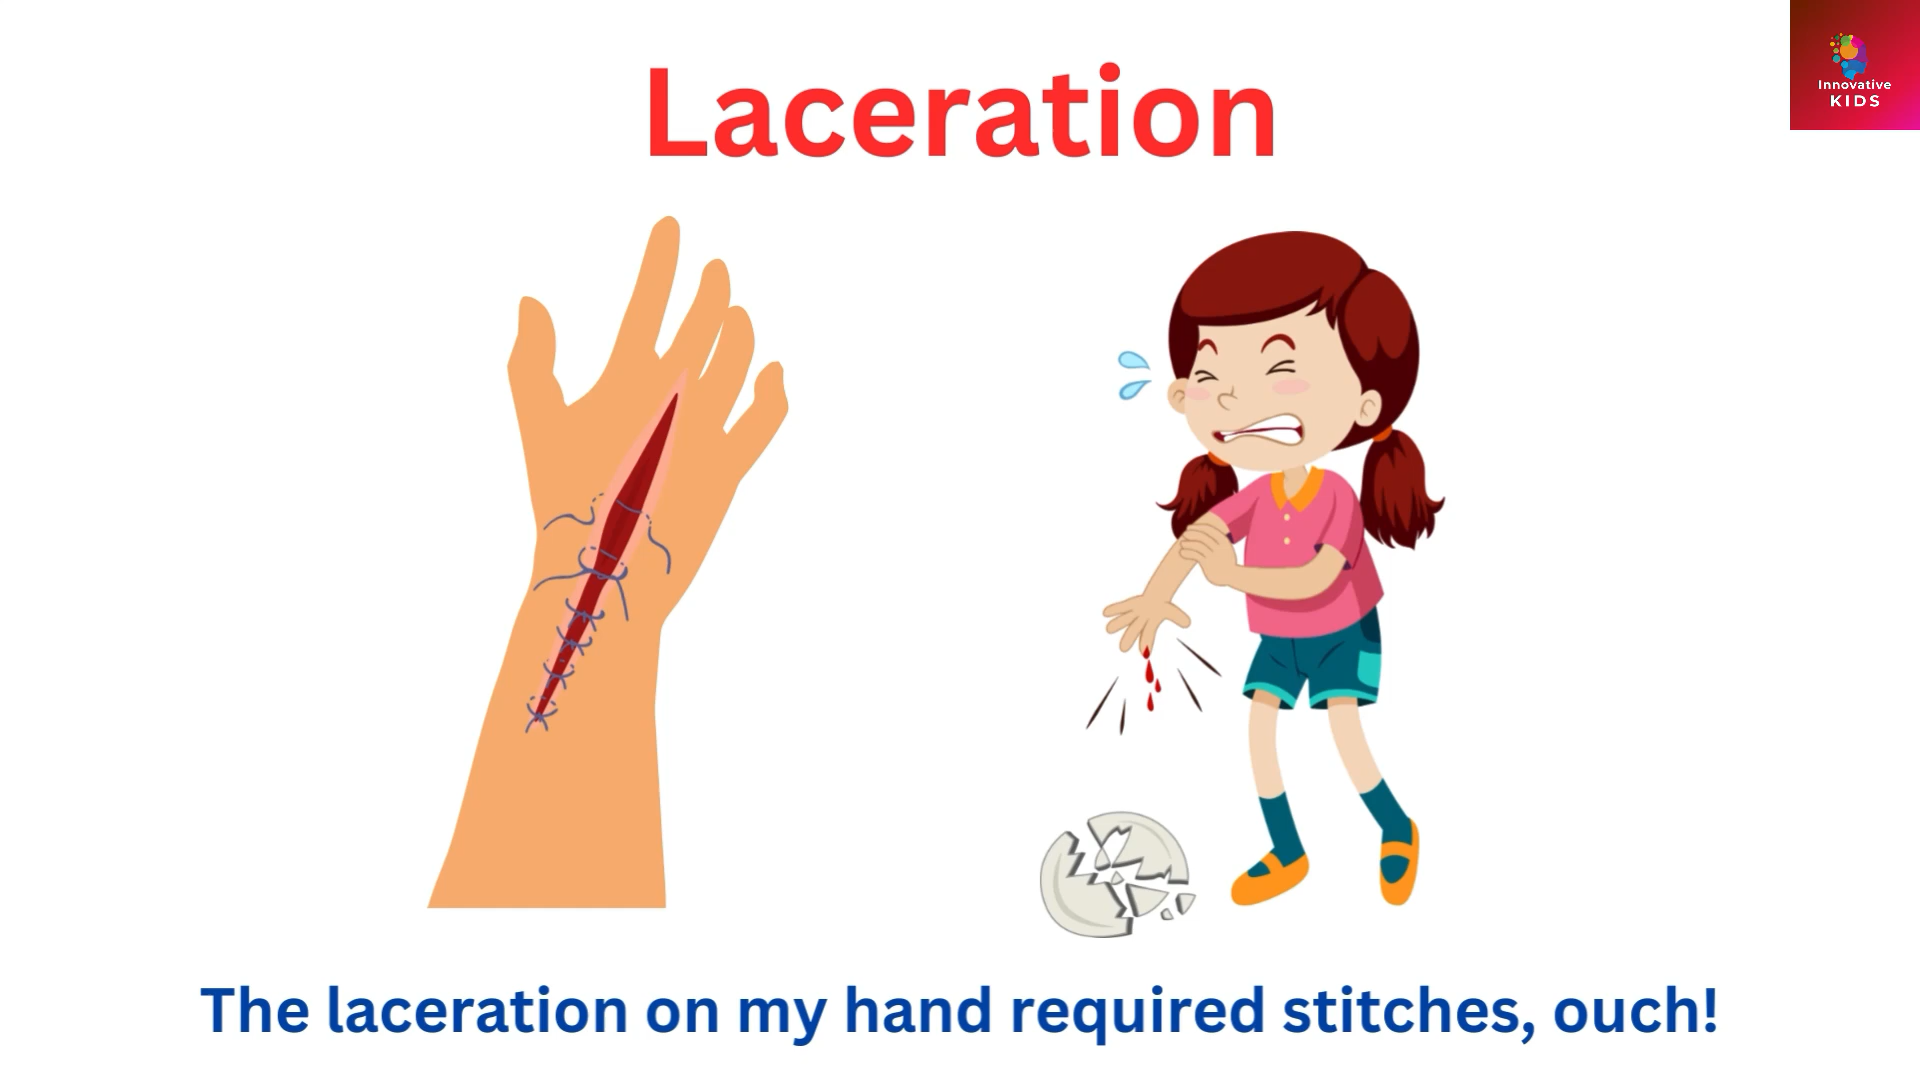 Innovative
KIDS
Laceration
The laceration on my hand required stitches, ouch!